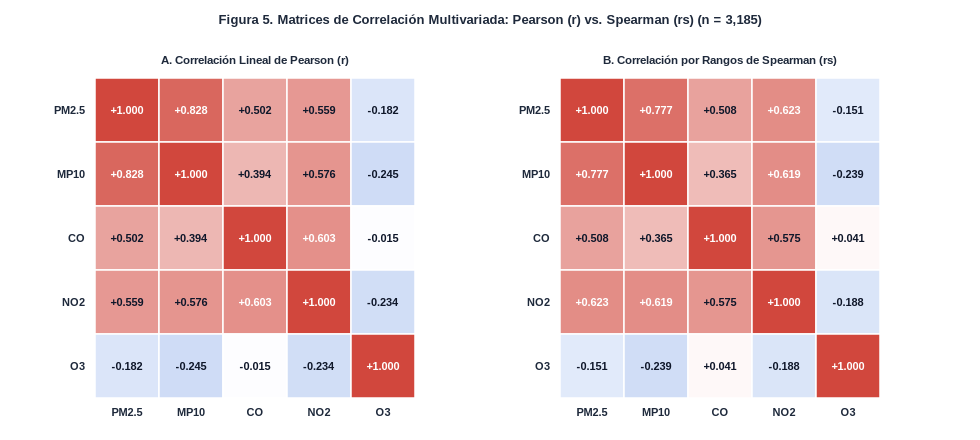 Figura 5. Matrices de Correlación Multivariada: Pearson (r) vs. Spearman (rs) (n = 3,185)
A. Correlación Lineal de Pearson (r)
PM2.5 +1.000 +0.828 +0.502 +0.559 -0.182
MP10 +0.828 +1.000 +0.394 +0.576 -0.245
CO +0.502 +0.394 +1.000 +0.603 -0.015
NO2 +0.559 +0.576 +0.603 +1.000 -0.234
O3 -0.182 -0.245 -0.015 -0.234 +1.000
PM2.5 MP10 CO NO2 O3
B. Correlación por Rangos de Spearman (rs)
PM2.5 +1.000 +0.777 +0.508 +0.623 -0.151
MP10 +0.777 +1.000 +0.365 +0.619 -0.239
CO +0.508 +0.365 +1.000 +0.575 +0.041
NO2 +0.623 +0.619 +0.575 +1.000 -0.188
O3 -0.151 -0.239 +0.041 -0.188 +1.000
PM2.5 MP10 CO NO2 O3